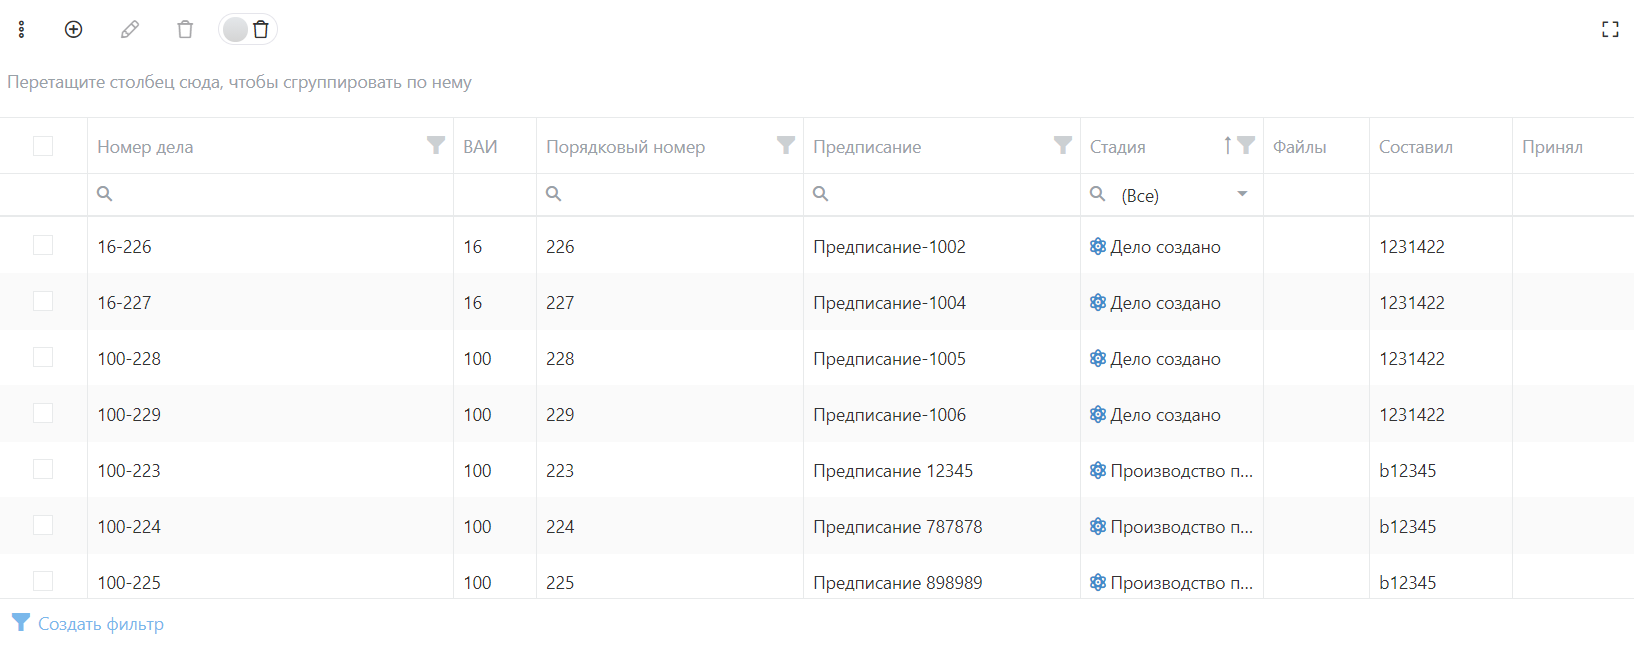 Перетащите столбец сюда, чтобы сгруппировать по нему
Номер дела ВАИ Порядковый номер Предписание Стадия Файлы Составил Принял
(Все)
16-226 16 226 Предписание-1002 Дело создано 1231422
16-227 16 227 Предписание-1004 Дело создано 1231422
100-228 100 228 Предписание-1005 Дело создано 1231422
100-229 100 229 Предписание-1006 Дело создано 1231422
100-223 100 223 Предписание 12345 Производство п... b12345
100-224 100 224 Предписание 787878 Производство п... b12345
100-225 100 225 Предписание 898989 Производство п... b12345
Создать фильтр